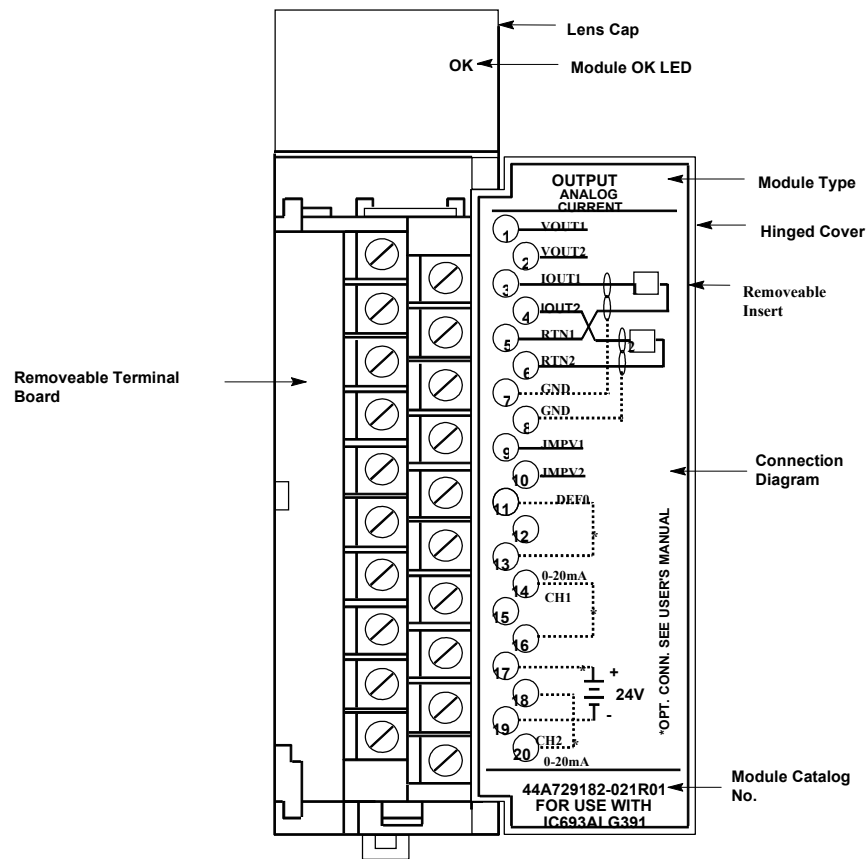 Lens Cap
OK
Module OK LED
OUTPUT
ANALOG
CURRENT
Module Type
Hinged Cover
1 VOUT1
2 VOUT2
3 IOUT1
Removeable
Insert
4 IOUT2
5 RTN1
2
6 RTN2
7 GND
8 GND
9 JMPV1
10 JMPV2
11 DEF0
12
*
13
14 0-20mA
CH1
15
*
16
17
* +
18
24V
-
19
CH2 *
20
0-20mA
*OPT. CONN. SEE USER'S MANUAL
Removeable Terminal
Board
Connection
Diagram
44A729182-021R01
FOR USE WITH
IC693ALG391
Module Catalog
No.